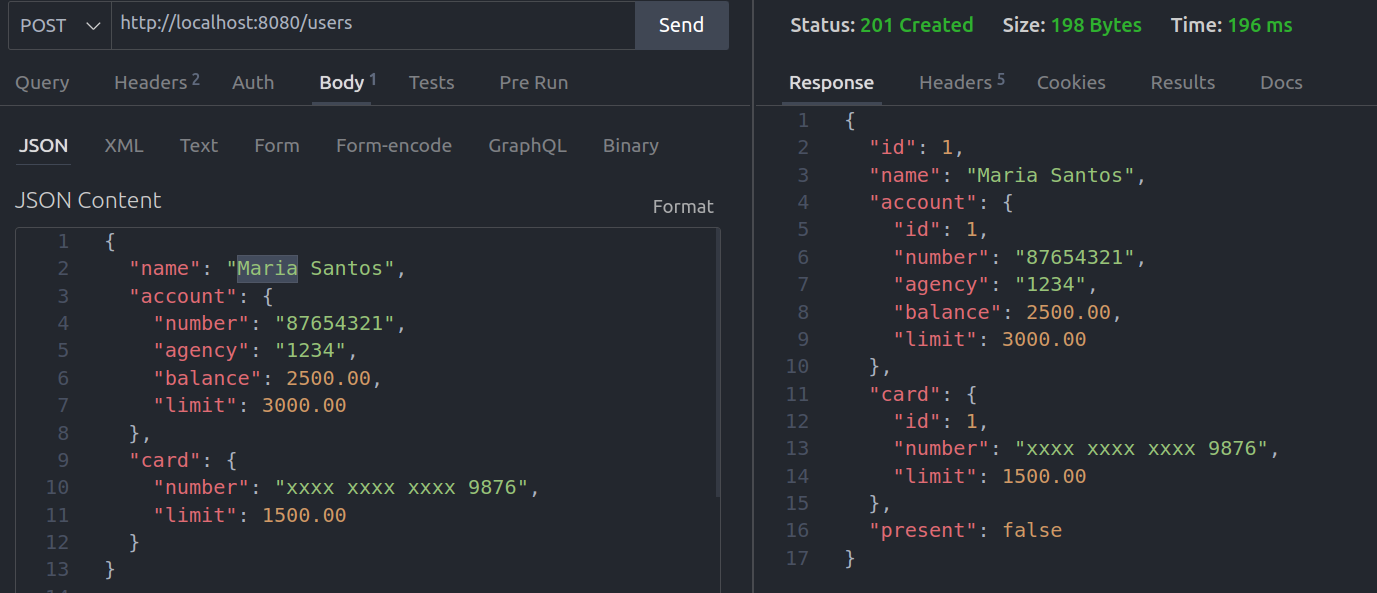 POST http://localhost:8080/users Send
Query Headers 2 Auth Body 1 Tests Pre Run
JSON XML Text Form Form-encode GraphQL Binary
JSON Content Format
1 {
2 "name": "Maria Santos",
3 "account": {
4 "number": "87654321",
5 "agency": "1234",
6 "balance": 2500.00,
7 "limit": 3000.00
8 },
9 "card": {
10 "number": "xxxx xxxx xxxx 9876",
11 "limit": 1500.00
12 }
13 }
Status: 201 Created Size: 198 Bytes Time: 196 ms
Response Headers 5 Cookies Results Docs
1 {
2 "id": 1,
3 "name": "Maria Santos",
4 "account": {
5 "id": 1,
6 "number": "87654321",
7 "agency": "1234",
8 "balance": 2500.00,
9 "limit": 3000.00
10 },
11 "card": {
12 "id": 1,
13 "number": "xxxx xxxx xxxx 9876",
14 "limit": 1500.00
15 },
16 "present": false
17 }